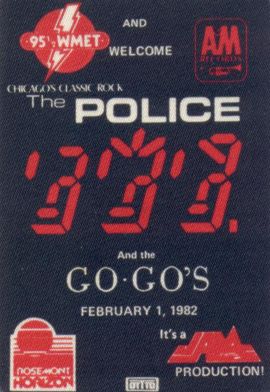 95½ WMET
CHICAGO'S CLASSIC ROCK
AND
WELCOME
AM
RECORDS
The POLICE
And the
GO·GO'S
FEBRUARY 1, 1982
ROSEMONT
HORIZON
It's a
JAM
PRODUCTION!
OTTO